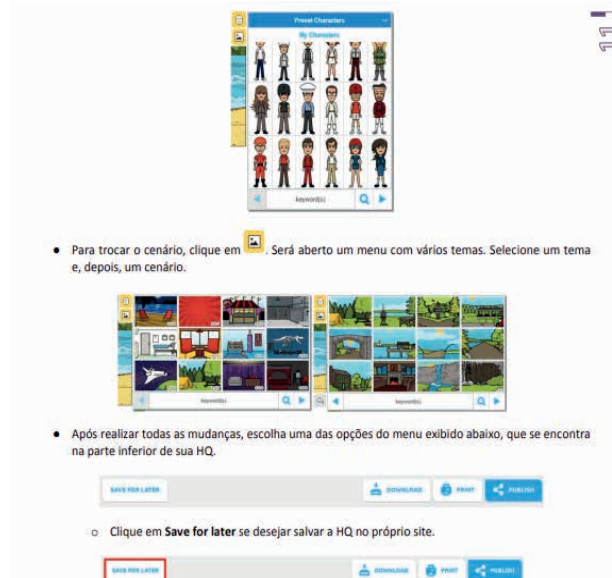 Preset Characters
My Characters
keyword(s)
11
● Para trocar o cenário, clique em . Será aberto um menu com vários temas. Selecione um tema
e, depois, um cenário.
keyword(s)
keyword(s)
● Após realizar todas as mudanças, escolha uma das opções do menu exibido abaixo, que se encontra
na parte inferior de sua HQ.
SAVE FOR LATER DOWNLOAD PRINT PUBLISH
○ Clique em Save for later se desejar salvar a HQ no próprio site.
SAVE FOR LATER DOWNLOAD PRINT PUBLISH